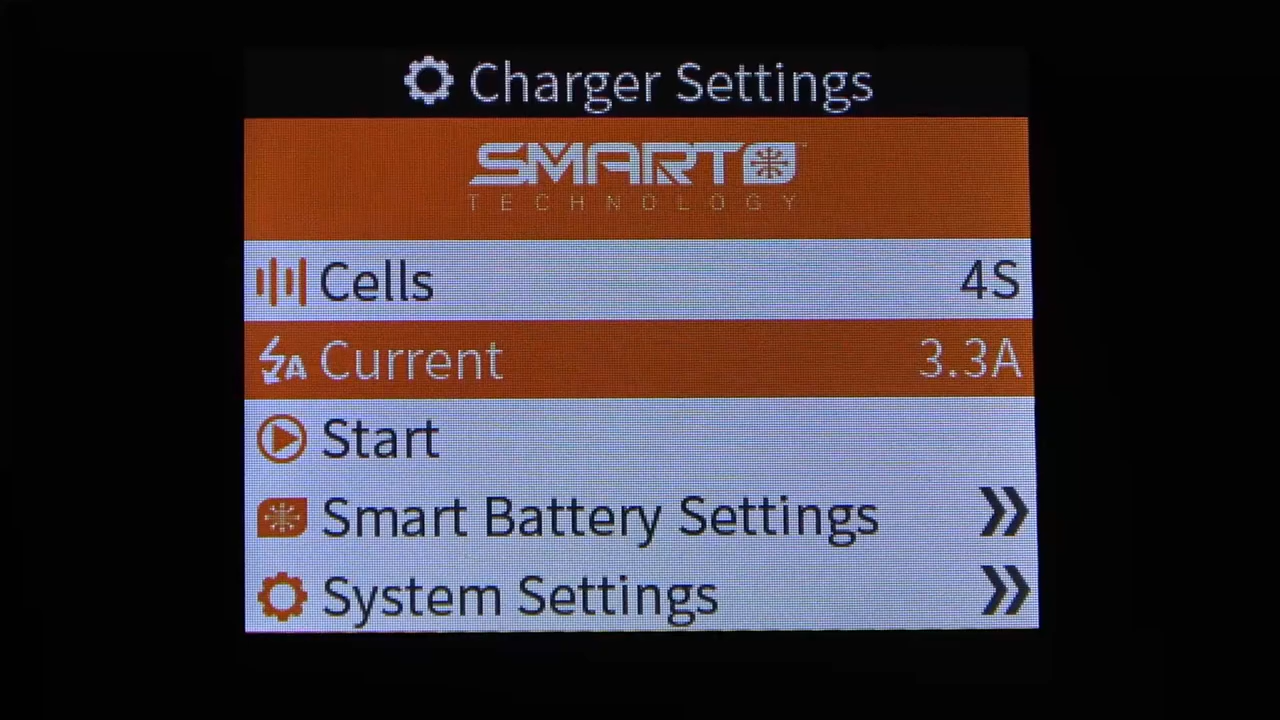 Charger Settings
SMART
TECHNOLOGY
Cells 4S
Current 3.3A
Start
Smart Battery Settings
System Settings